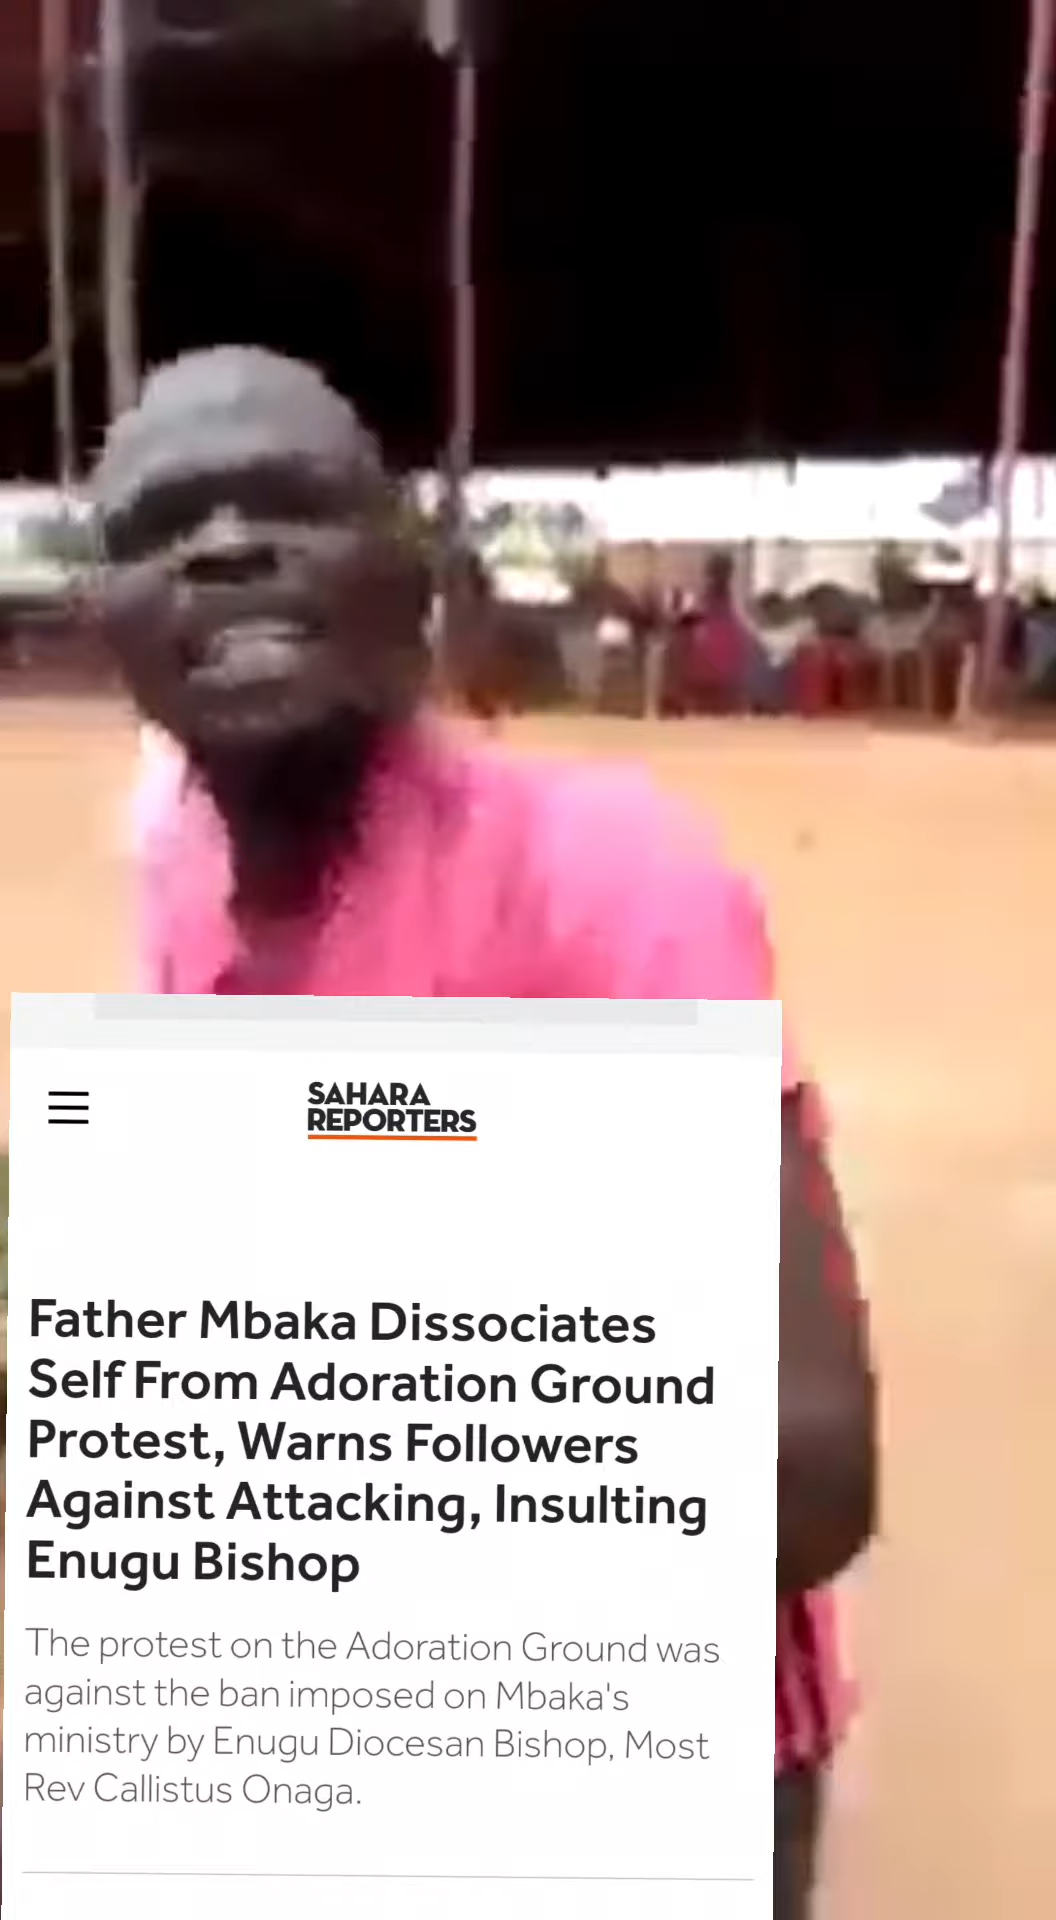 SAHARA
REPORTERS
Father Mbaka Dissociates
Self From Adoration Ground
Protest, Warns Followers
Against Attacking, Insulting
Enugu Bishop
The protest on the Adoration Ground was
against the ban imposed on Mbaka's
ministry by Enugu Diocesan Bishop, Most
Rev Callistus Onaga.